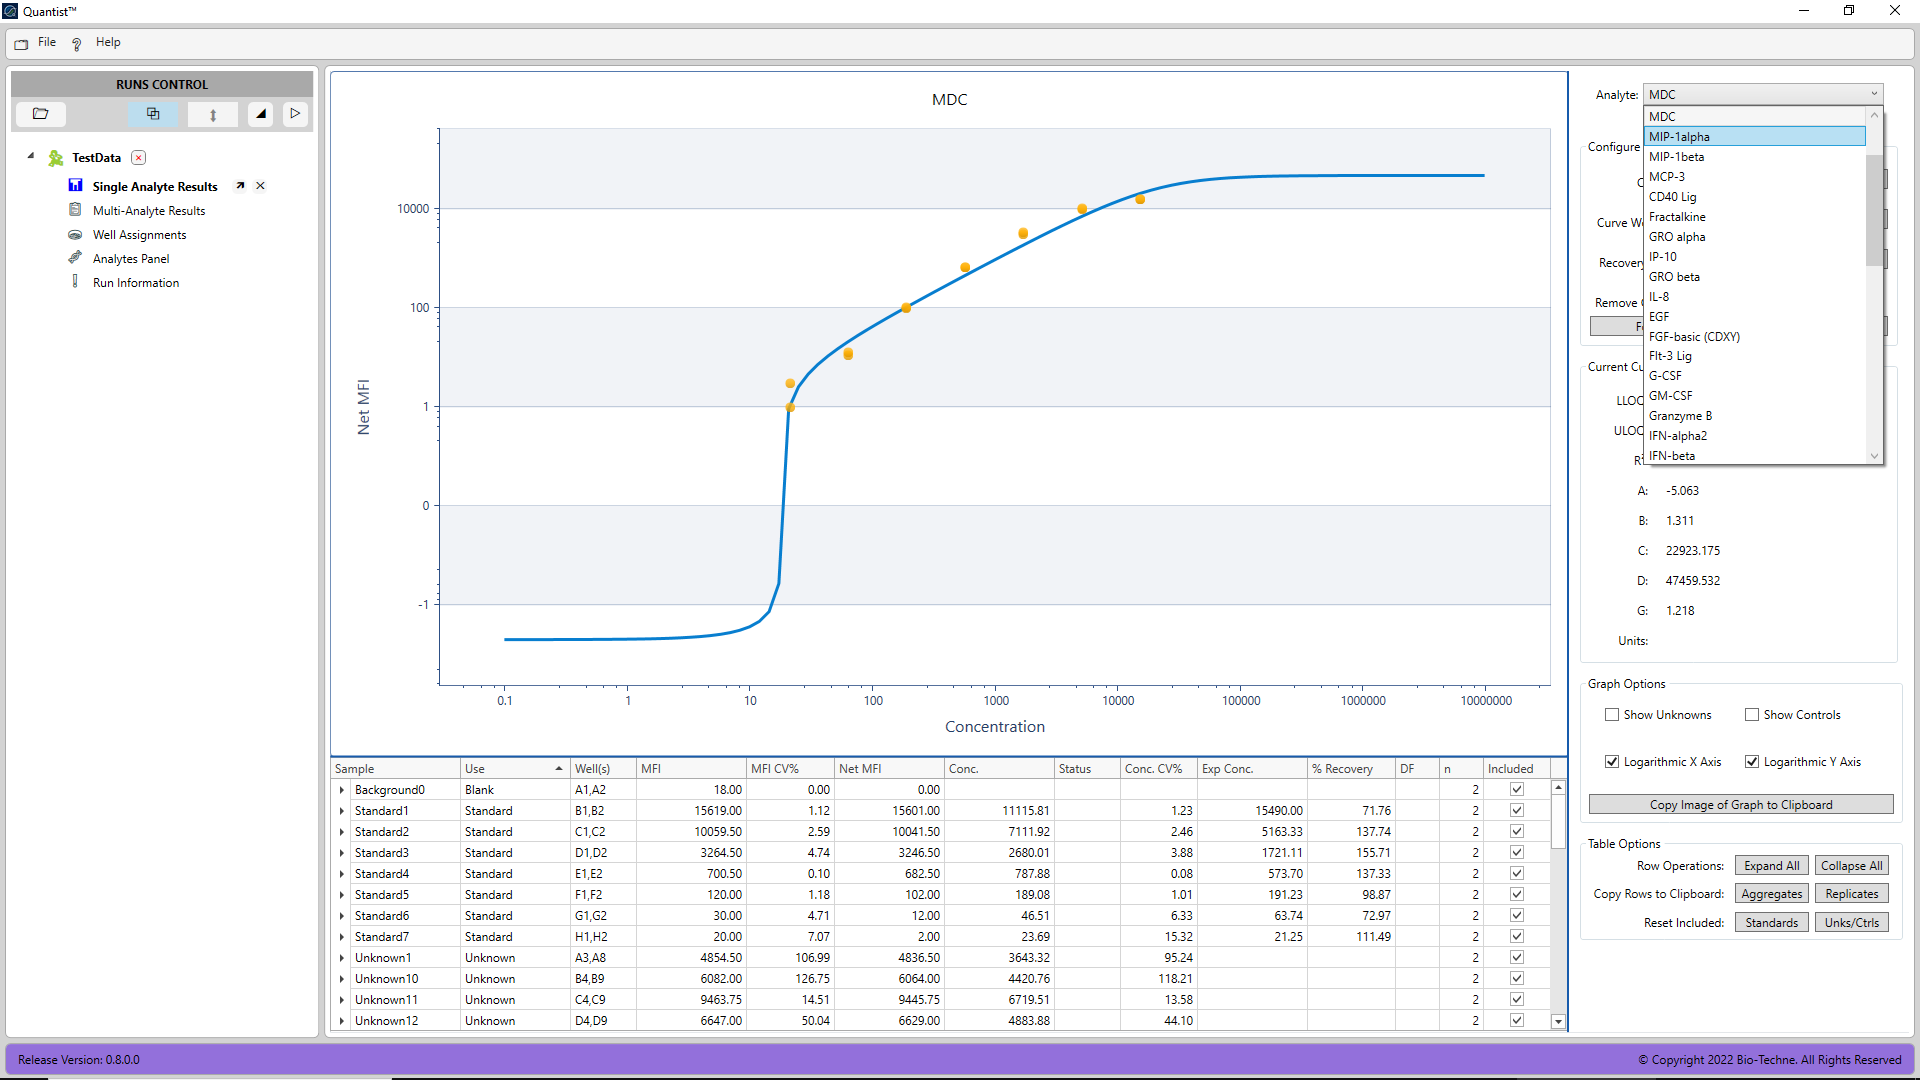 Quantist™
File Help
RUNS CONTROL
TestData
Single Analyte Results
Multi-Analyte Results
Well Assignments
Analytes Panel
Run Information
MDC
10000
100
1
0
-1
Net MFI
0.1 1 10 100 1000 10000 100000 1000000 10000000
Concentration
Analyte: MDC
MDC
MIP-1alpha
MIP-1beta
MCP-3
CD40 Lig
Fractalkine
GRO alpha
IP-10
GRO beta
IL-8
EGF
FGF-basic (CDXY)
Flt-3 Lig
G-CSF
GM-CSF
Granzyme B
IFN-alpha2
IFN-beta
Configure
Curve
Recovery
Remove
Current
A: -5.063
B: 1.311
C: 22923.175
D: 47459.532
G: 1.218
Units:
Graph Options
Show Unknowns Show Controls
Logarithmic X Axis Logarithmic Y Axis
Copy Image of Graph to Clipboard
Table Options
Row Operations: Expand All Collapse All
Copy Rows to Clipboard: Aggregates Replicates
Reset Included: Standards Unks/Ctrls
Sample Use Well(s) MFI MFI CV% Net MFI Conc. Status Conc. CV% Exp Conc. % Recovery DF n Included
Background0 Blank A1,A2 18.00 0.00 0.00 2
Standard1 Standard B1,B2 15619.00 1.12 15601.00 11115.81 1.23 15490.00 71.76 2
Standard2 Standard C1,C2 10059.50 2.59 10041.50 7111.92 2.46 5163.33 137.74 2
Standard3 Standard D1,D2 3264.50 4.74 3246.50 2680.01 3.88 1721.11 155.71 2
Standard4 Standard E1,E2 700.50 0.10 682.50 787.88 0.08 573.70 137.33 2
Standard5 Standard F1,F2 120.00 1.18 102.00 189.08 1.01 191.23 98.87 2
Standard6 Standard G1,G2 30.00 4.71 12.00 46.51 6.33 63.74 72.97 2
Standard7 Standard H1,H2 20.00 7.07 2.00 23.69 15.32 21.25 111.49 2
Unknown1 Unknown A3,A8 4854.50 106.99 4836.50 3643.32 95.24 2
Unknown10 Unknown B4,B9 6082.00 126.75 6064.00 4420.76 118.21 2
Unknown11 Unknown C4,C9 9463.75 14.51 9445.75 6719.51 13.58 2
Unknown12 Unknown D4,D9 6647.00 50.04 6629.00 4883.88 44.10 2
Release Version: 0.8.0.0
© Copyright 2022 Bio-Techne. All Rights Reserved